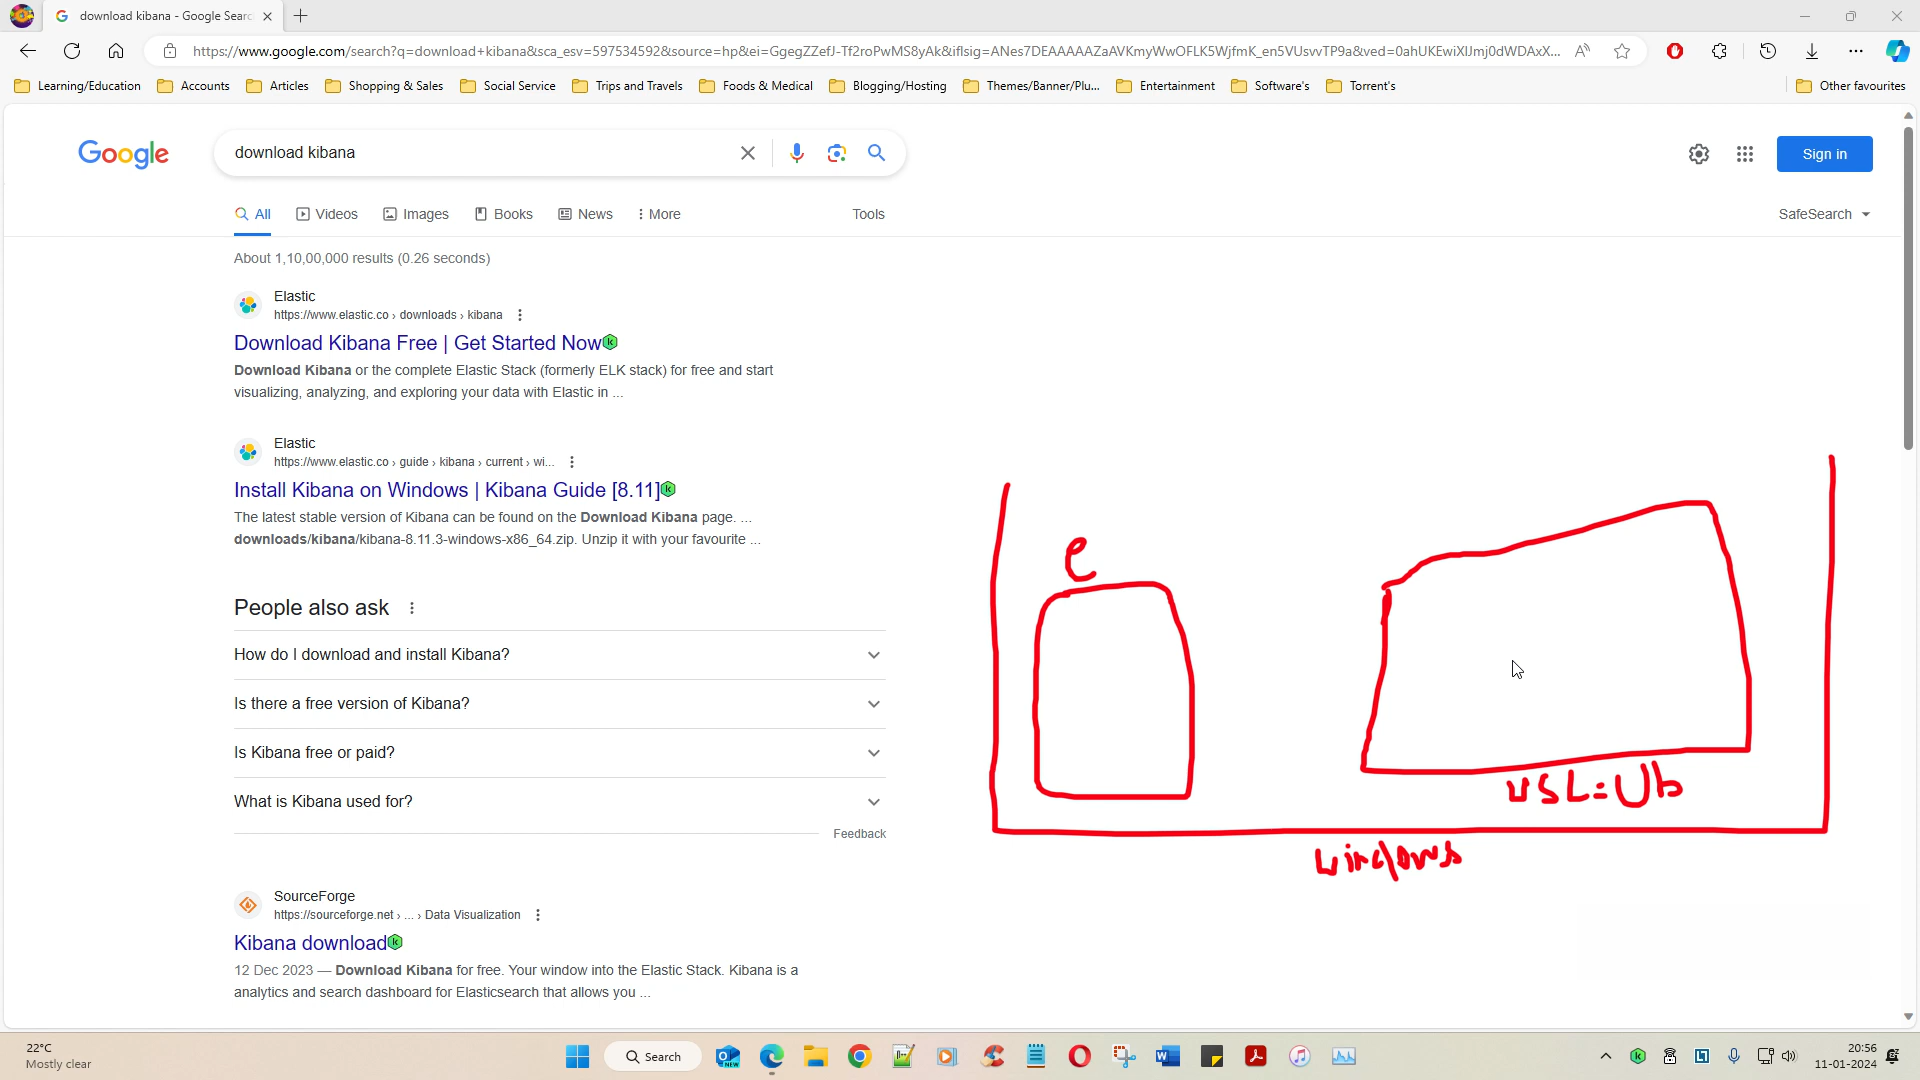 download kibana - Google Searc
https://www.google.com/search?q=download+kibana&sca_esv=597534592&source=hp&ei=GgegZZefJ-Tf2roPwMS8yAk&iflsig=ANes7DEAAAAAZaAVKmyWwOFLK5WjfmK_en5VUsvvTP9a&ved=0ahUKEwiXlJmj0dWDAxX...
Learning/Education Accounts Articles Shopping & Sales Social Service Trips and Travels Foods & Medical Blogging/Hosting Themes/Banner/Plu... Entertainment Software's Torrent's Other favourites
Google download kibana Sign in
All Videos Images Books News More Tools SafeSearch
About 1,10,00,000 results (0.26 seconds)
Elastic
https://www.elastic.co › downloads › kibana
Download Kibana Free | Get Started Now
Download Kibana or the complete Elastic Stack (formerly ELK stack) for free and start
visualizing, analyzing, and exploring your data with Elastic in ...
Elastic
https://www.elastic.co › guide › kibana › current › wi...
Install Kibana on Windows | Kibana Guide [8.11]
The latest stable version of Kibana can be found on the Download Kibana page. ...
downloads/kibana/kibana-8.11.3-windows-x86_64.zip. Unzip it with your favourite ...
People also ask
How do I download and install Kibana?
Is there a free version of Kibana?
Is Kibana free or paid?
What is Kibana used for?
Feedback
SourceForge
https://sourceforge.net › ... › Data Visualization
Kibana download
12 Dec 2023 — Download Kibana for free. Your window into the Elastic Stack. Kibana is a
analytics and search dashboard for Elasticsearch that allows you ...
e
WSL=Ub
windows
22°C
Mostly clear
Search
20:56
11-01-2024